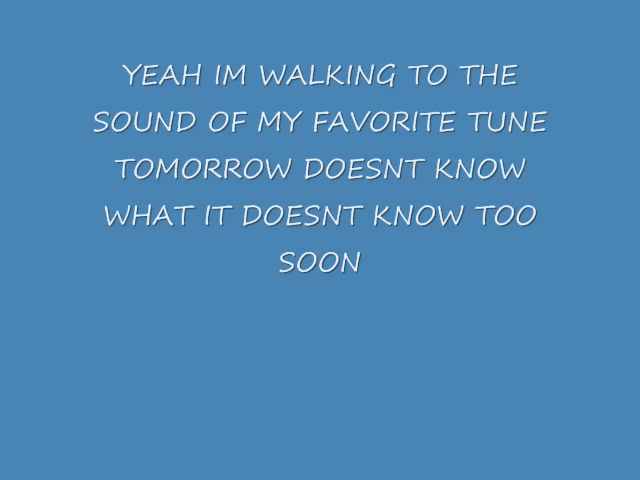 YEAH IM WALKING TO THE
SOUND OF MY FAVORITE TUNE
TOMORROW DOESNT KNOW
WHAT IT DOESNT KNOW TOO
SOON